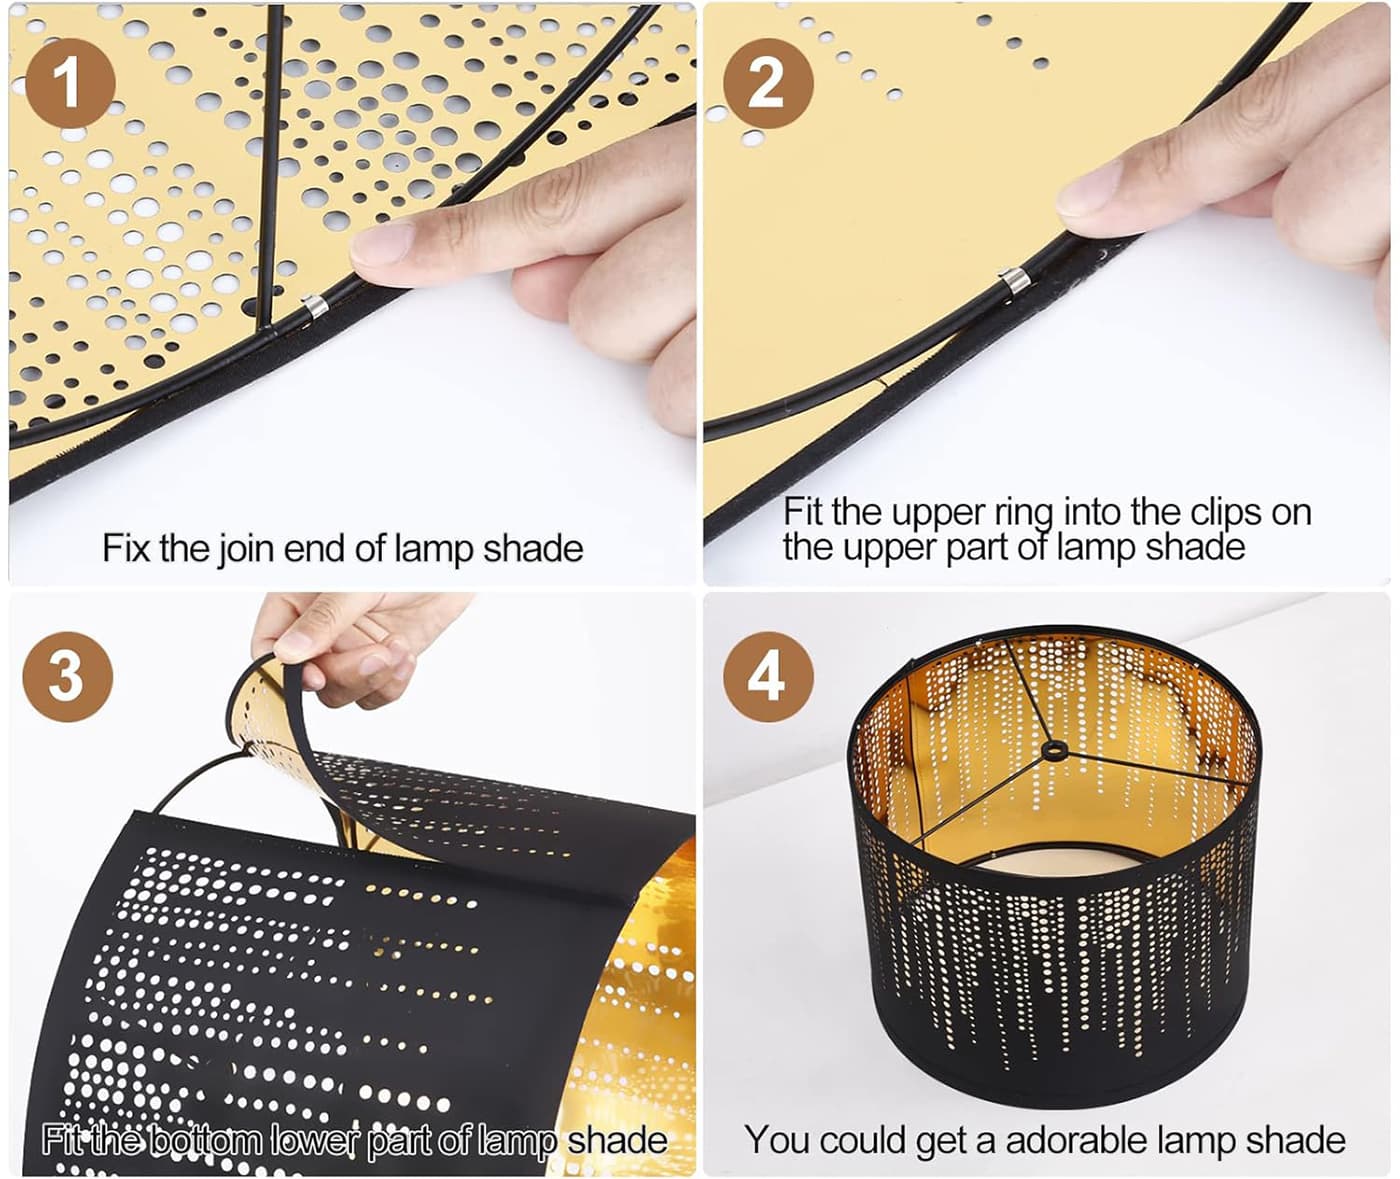 1
Fix the join end of lamp shade
2
Fit the upper ring into the clips on
the upper part of lamp shade
3
Fit the bottom lower part of lamp shade
4
You could get a adorable lamp shade